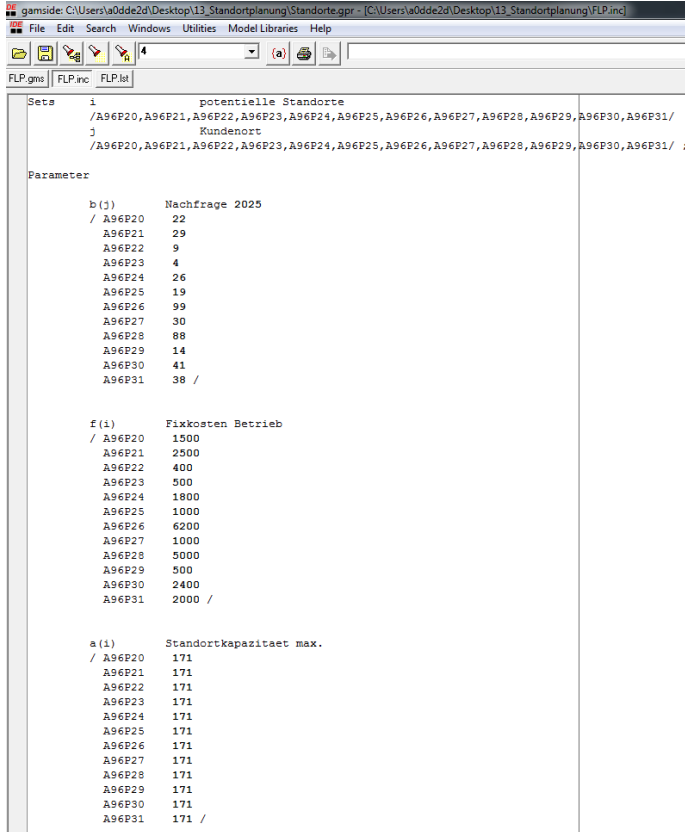 IDE gamside: C:\Users\a0dde2d\Desktop\13_Standortplanung\Standorte.gpr - [C:\Users\a0dde2d\Desktop\13_Standortplanung\FLP.inc]
IDE File Edit Search Windows Utilities Model Libraries Help
4 {a}
FLP.gms FLP.inc FLP.lst
Sets i potentielle Standorte
/A96P20,A96P21,A96P22,A96P23,A96P24,A96P25,A96P26,A96P27,A96P28,A96P29,A96P30,A96P31/
j Kundenort
/A96P20,A96P21,A96P22,A96P23,A96P24,A96P25,A96P26,A96P27,A96P28,A96P29,A96P30,A96P31/ ;
Parameter
b(j) Nachfrage 2025
/ A96P20 22
A96P21 29
A96P22 9
A96P23 4
A96P24 26
A96P25 19
A96P26 99
A96P27 30
A96P28 88
A96P29 14
A96P30 41
A96P31 38 /
f(i) Fixkosten Betrieb
/ A96P20 1500
A96P21 2500
A96P22 400
A96P23 500
A96P24 1800
A96P25 1000
A96P26 6200
A96P27 1000
A96P28 5000
A96P29 500
A96P30 2400
A96P31 2000 /
a(i) Standortkapazitaet max.
/ A96P20 171
A96P21 171
A96P22 171
A96P23 171
A96P24 171
A96P25 171
A96P26 171
A96P27 171
A96P28 171
A96P29 171
A96P30 171
A96P31 171 /